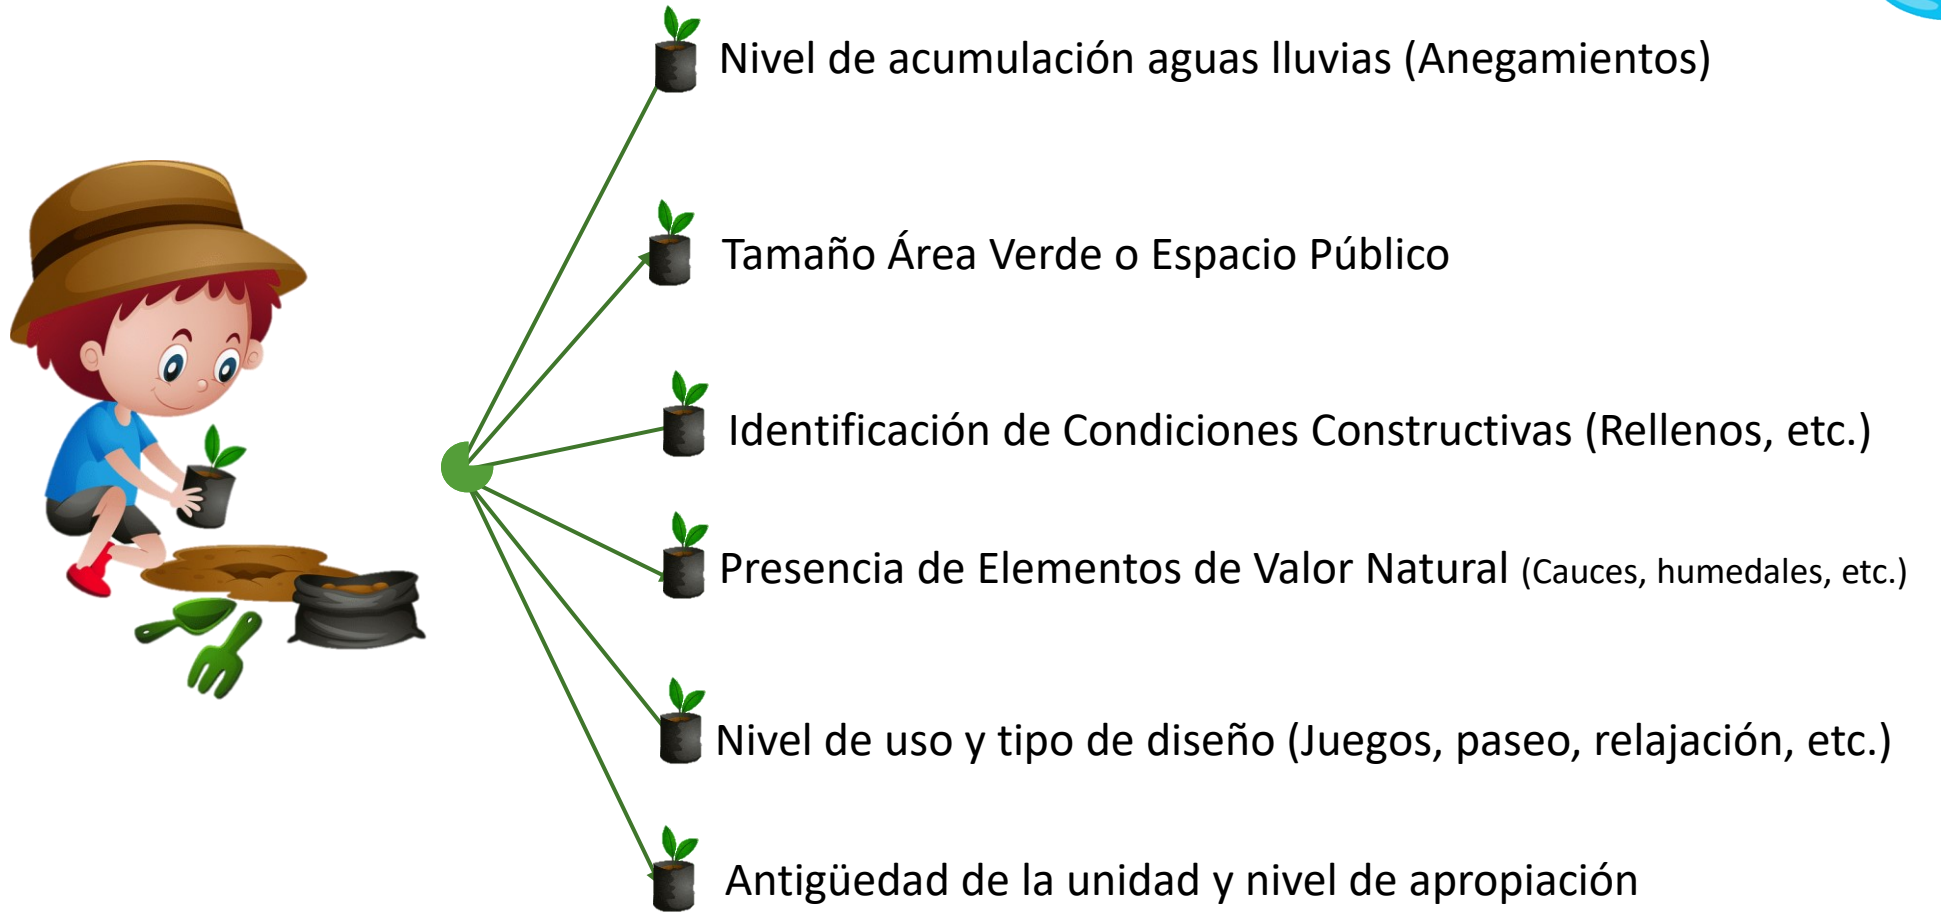 Nivel de acumulación aguas lluvias (Anegamientos)
Tamaño Área Verde o Espacio Público
Identificación de Condiciones Constructivas (Rellenos, etc.)
Presencia de Elementos de Valor Natural (Cauces, humedales, etc.)
Nivel de uso y tipo de diseño (Juegos, paseo, relajación, etc.)
Antigüedad de la unidad y nivel de apropiación